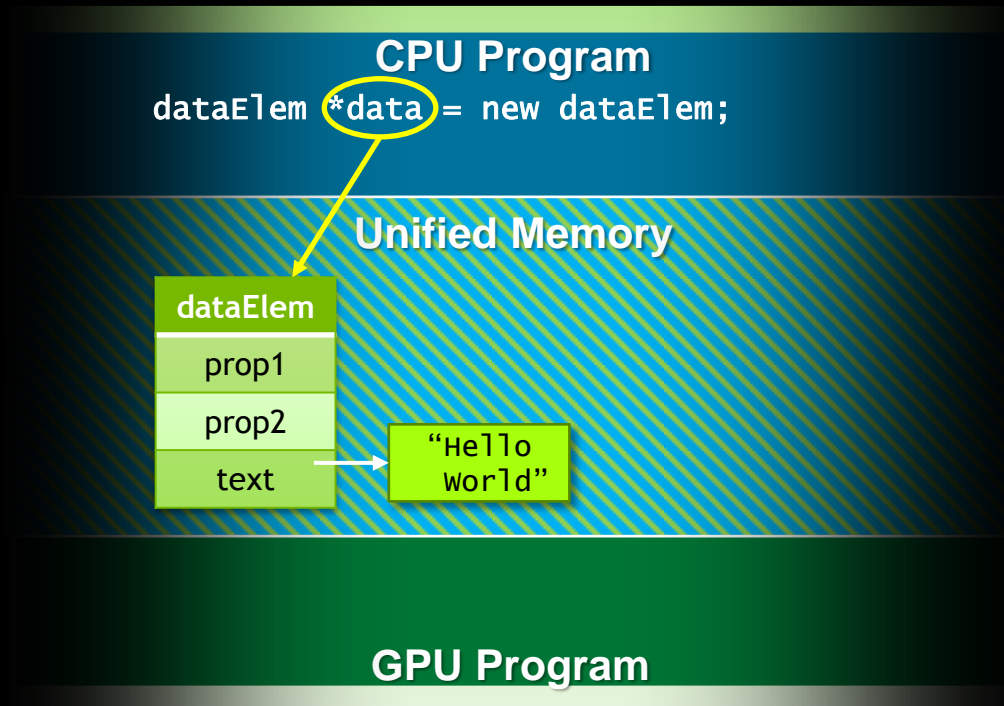 CPU Program
dataElem *data = new dataElem;
Unified Memory
dataElem
prop1
prop2
text
“Hello
World”
GPU Program